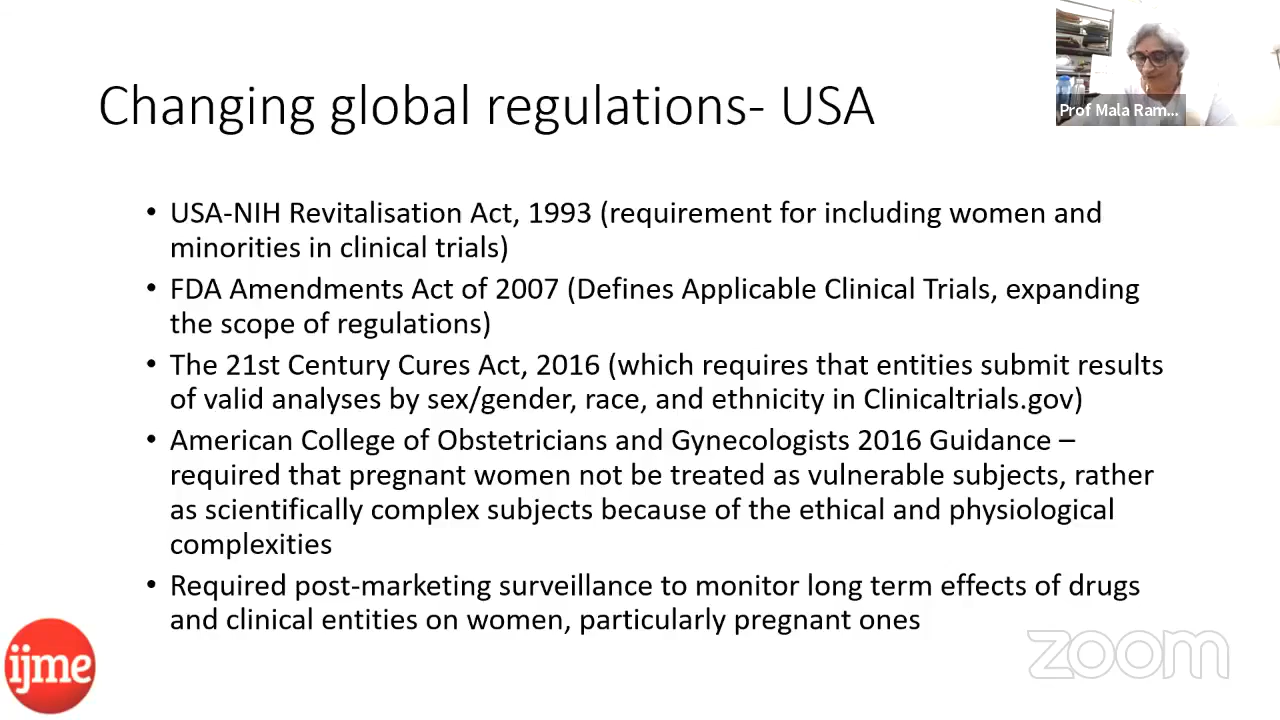 Changing global regulations- USA
Prof Mala Ram...
• USA-NIH Revitalisation Act, 1993 (requirement for including women and
minorities in clinical trials)
• FDA Amendments Act of 2007 (Defines Applicable Clinical Trials, expanding
the scope of regulations)
• The 21st Century Cures Act, 2016 (which requires that entities submit results
of valid analyses by sex/gender, race, and ethnicity in Clinicaltrials.gov)
• American College of Obstetricians and Gynecologists 2016 Guidance –
required that pregnant women not be treated as vulnerable subjects, rather
as scientifically complex subjects because of the ethical and physiological
complexities
• Required post-marketing surveillance to monitor long term effects of drugs
and clinical entities on women, particularly pregnant ones
ijme
zoom